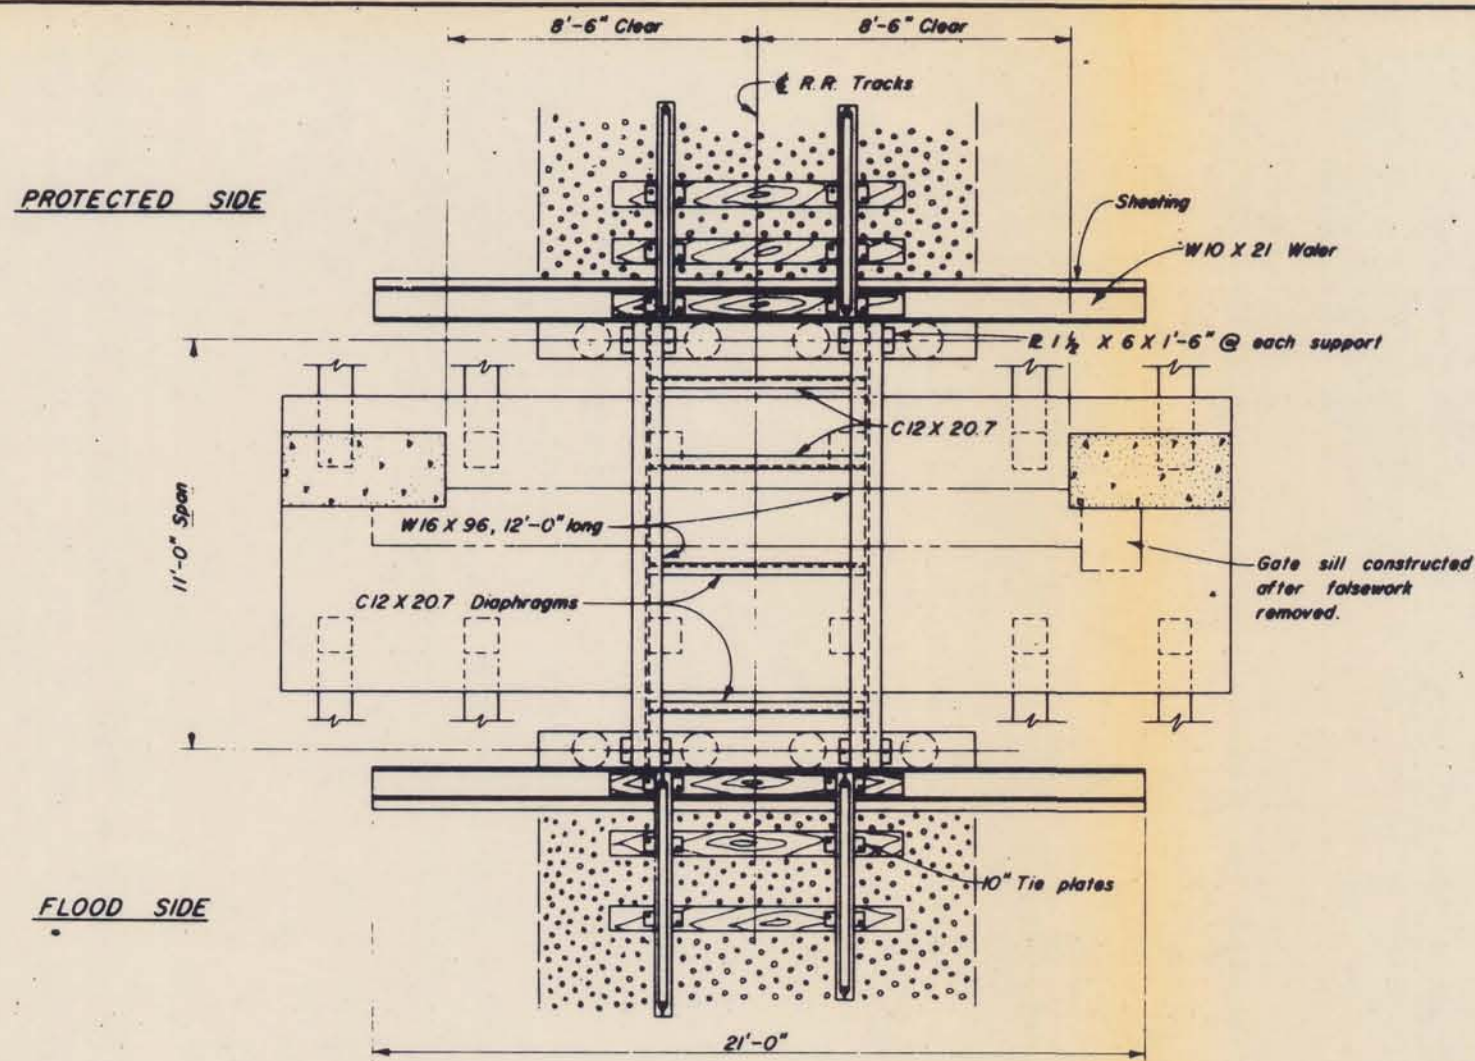 8'-6" Clear
8'-6" Clear
℄ R.R. Tracks
PROTECTED SIDE
Sheeting
W10 X 21 Waler
℞ 1 ½ X 6 X 1'-6" @ each support
C12 X 20.7
11'-0" Span
W16 X 96, 12'-0" long
C12 X 20.7 Diaphragms
Gate sill constructed
after falsework
removed.
10" Tie plates
FLOOD SIDE
21'-0"